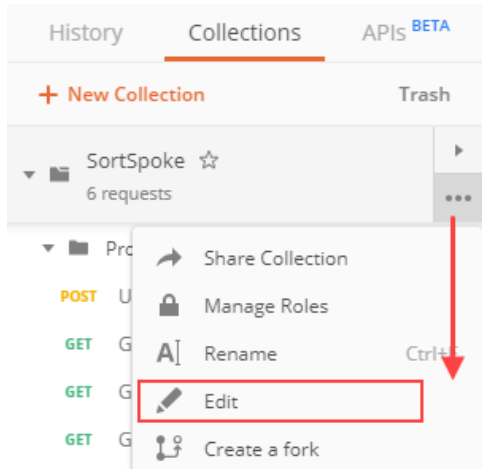 History Collections APIs BETA
+ New Collection Trash
SortSpoke
6 requests
Share Collection
POST Manage Roles
GET Rename
GET Edit
GET Create a fork